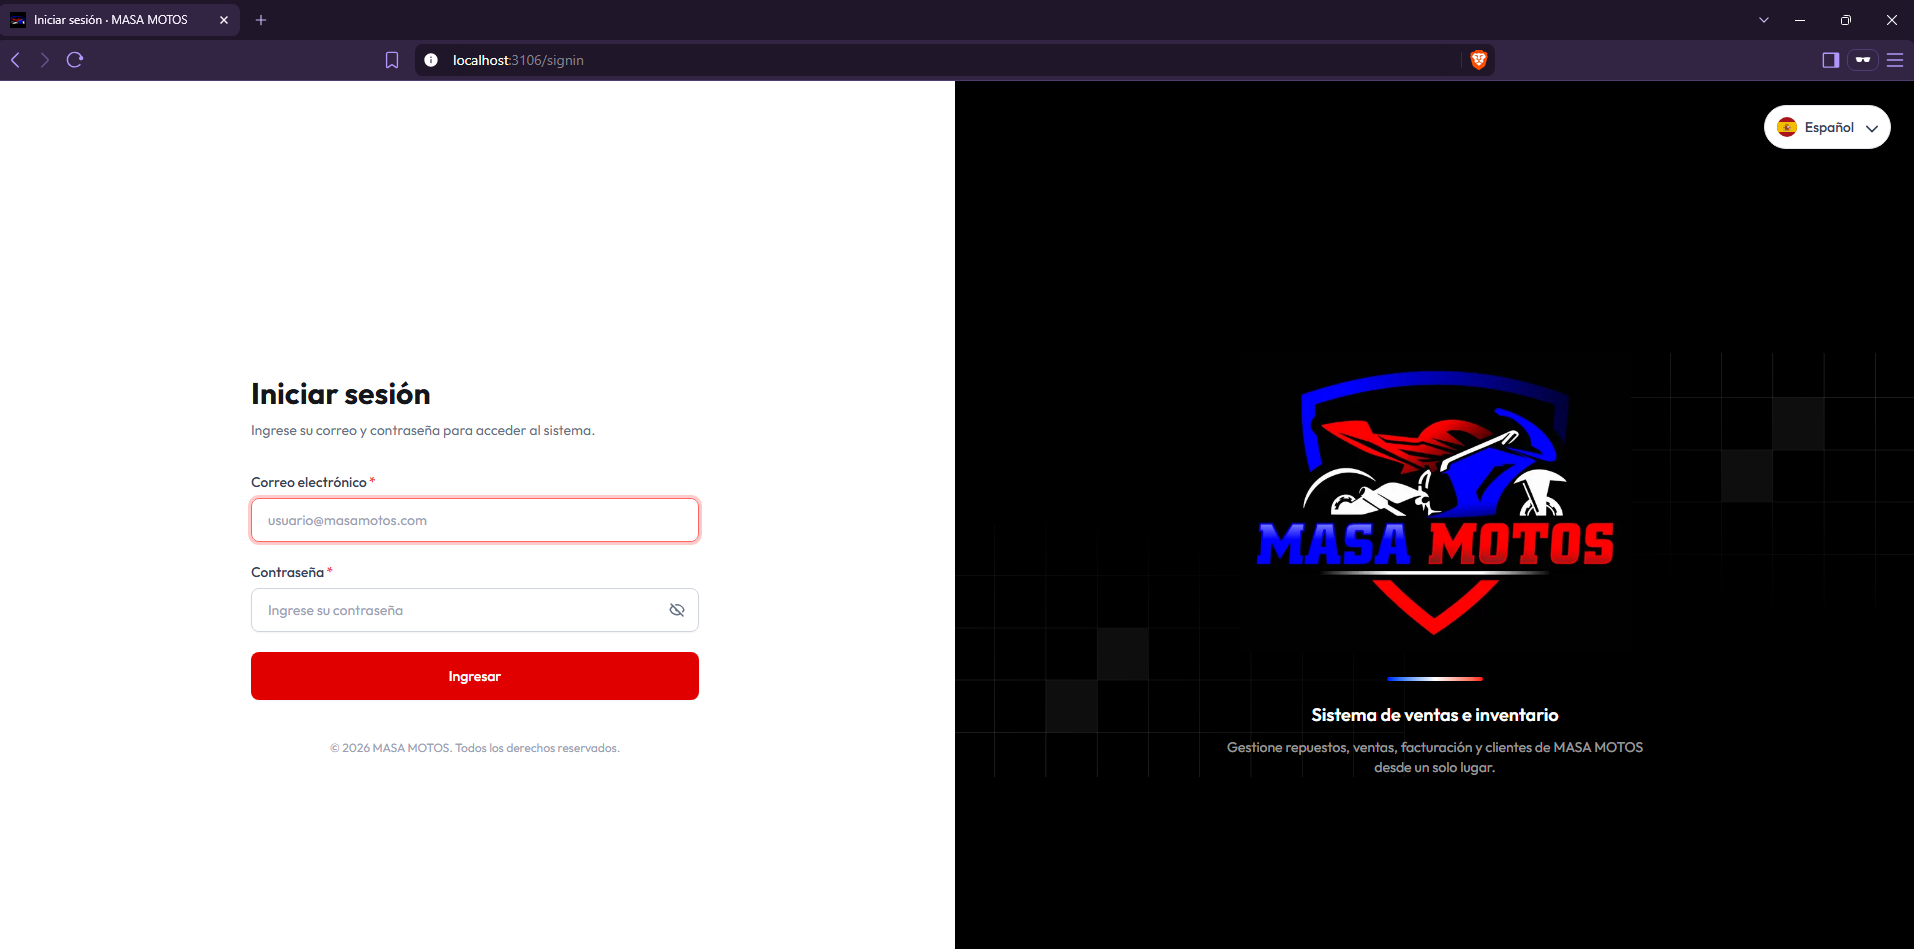 Iniciar sesión · MASA MOTOS
localhost:3106/signin
Español
Iniciar sesión
Ingrese su correo y contraseña para acceder al sistema.
Correo electrónico *
usuario@masamotos.com
Contraseña *
Ingrese su contraseña
Ingresar
© 2026 MASA MOTOS. Todos los derechos reservados.
MASA MOTOS
Sistema de ventas e inventario
Gestione repuestos, ventas, facturación y clientes de MASA MOTOS
desde un solo lugar.